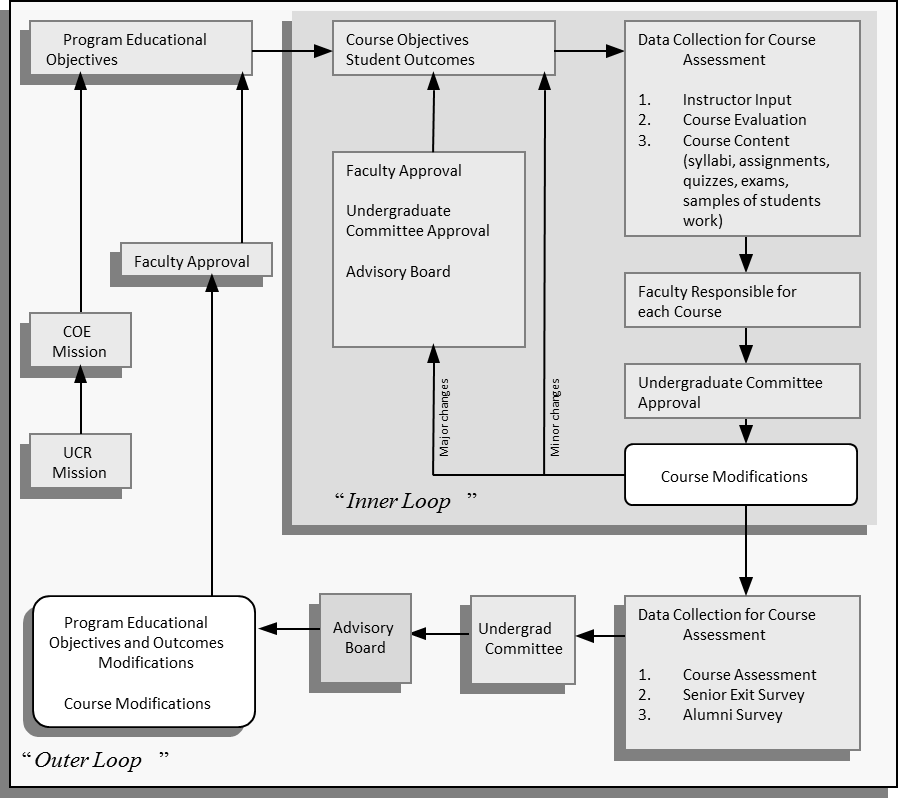 Program Educational
Objectives
Course Objectives
Student Outcomes
Data Collection for Course
Assessment
1. Instructor Input
2. Course Evaluation
3. Course Content
(syllabi, assignments,
quizzes, exams,
samples of students
work)
Faculty Approval
Undergraduate
Committee Approval
Advisory Board
Faculty Approval
Faculty Responsible for
each Course
COE
Mission
Undergraduate Committee
Approval
Major changes
Minor changes
UCR
Mission
Course Modifications
“Inner Loop ”
Program Educational
Objectives and Outcomes
Modifications
Course Modifications
Advisory
Board
Undergrad
Committee
Data Collection for Course
Assessment
1. Course Assessment
2. Senior Exit Survey
3. Alumni Survey
“Outer Loop ”